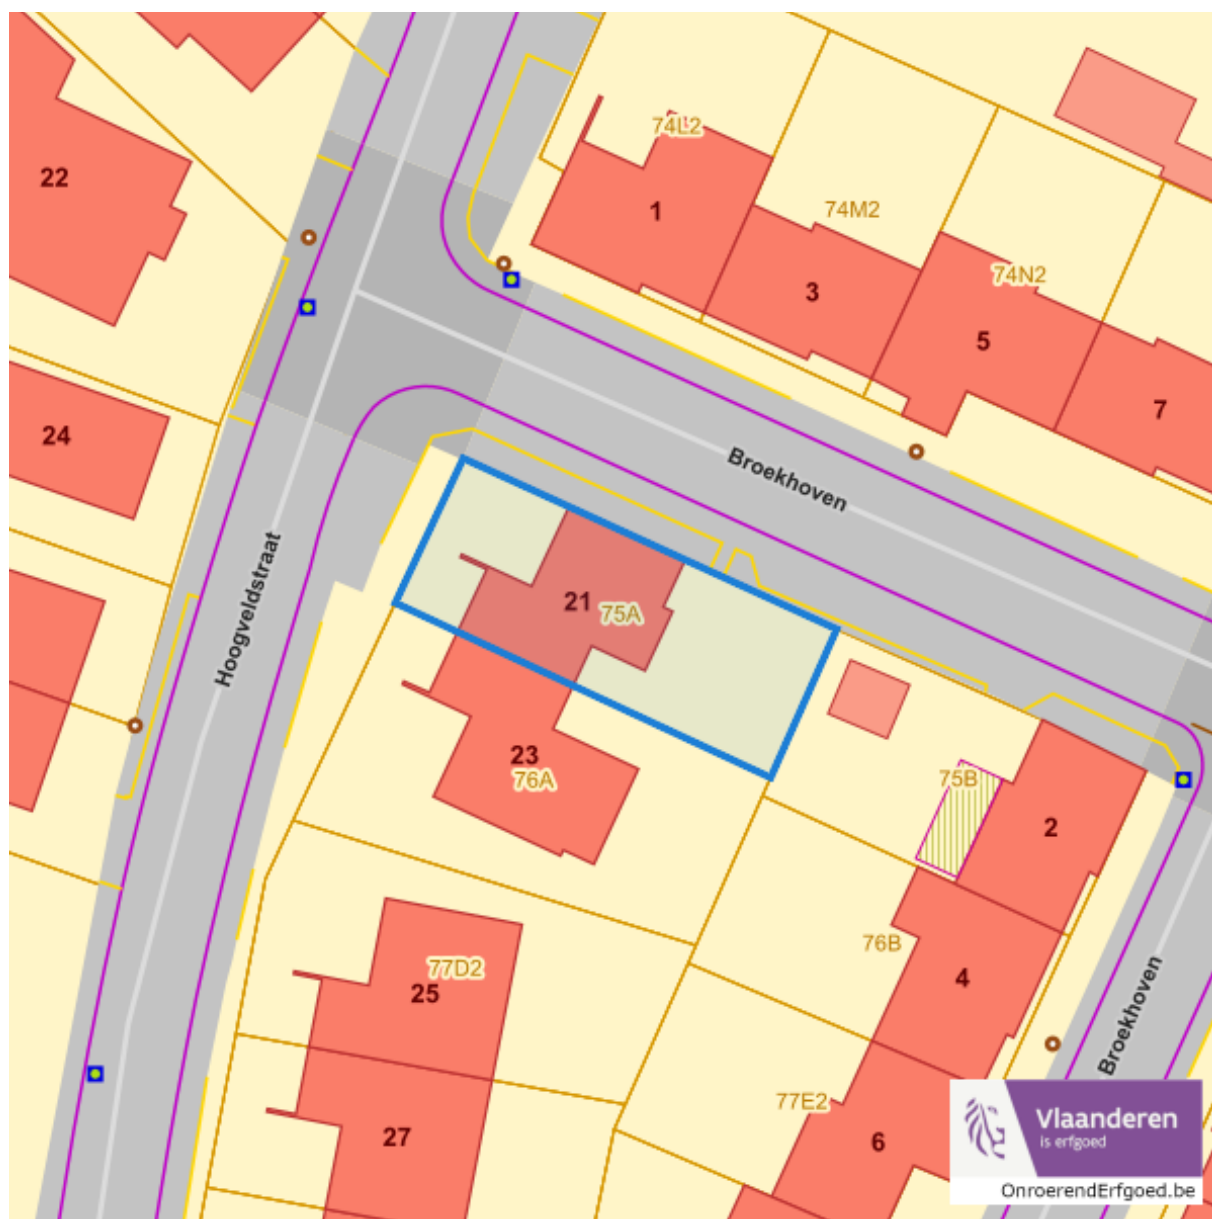 22
74L2
1
74M2
3
74N2
5
7
24
Broekhoven
Hoogveldstraat
21
75A
23
76A
75B
2
76B
4
77D2
25
Broekhoven
77E2
6
27
Vlaanderen
is erfgoed
OnroerendErfgoed.be